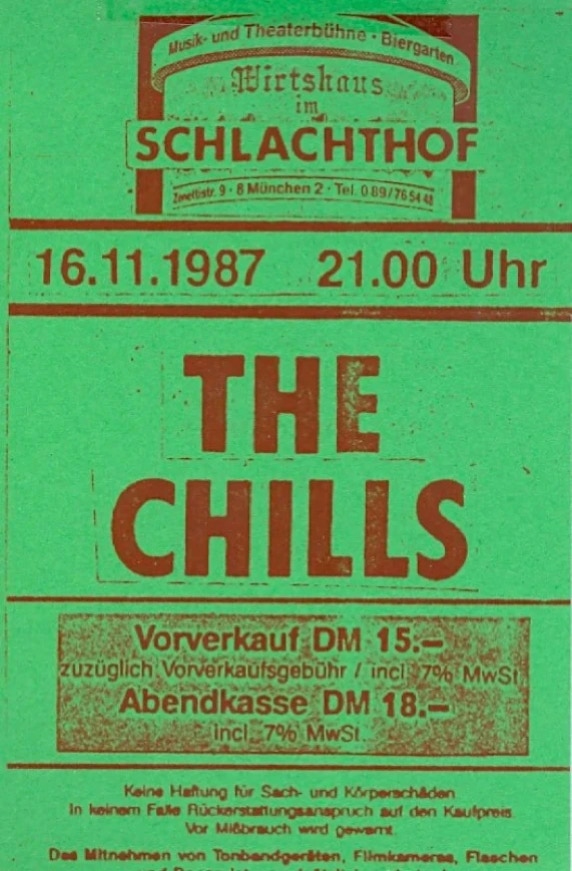 Musik- und Theaterbühne · Biergarten
Wirtshaus
im
SCHLACHTHOF
Zenettistr. 9 · 8 München 2 · Tel. 089/76 54 48
16.11.1987 21.00 Uhr
THE
CHILLS
Vorverkauf DM 15.–
zuzüglich Vorverkaufsgebühr / incl. 7% MwSt
Abendkasse DM 18.–
incl. 7% MwSt.
Keine Haftung für Sach- und Körperschäden.
In keinem Falle Rückerstattungsanspruch auf den Kaufpreis.
Vor Mißbrauch wird gewarnt.
Das Mitnehmen von Tonbandgeräten, Filmkameras, Flaschen